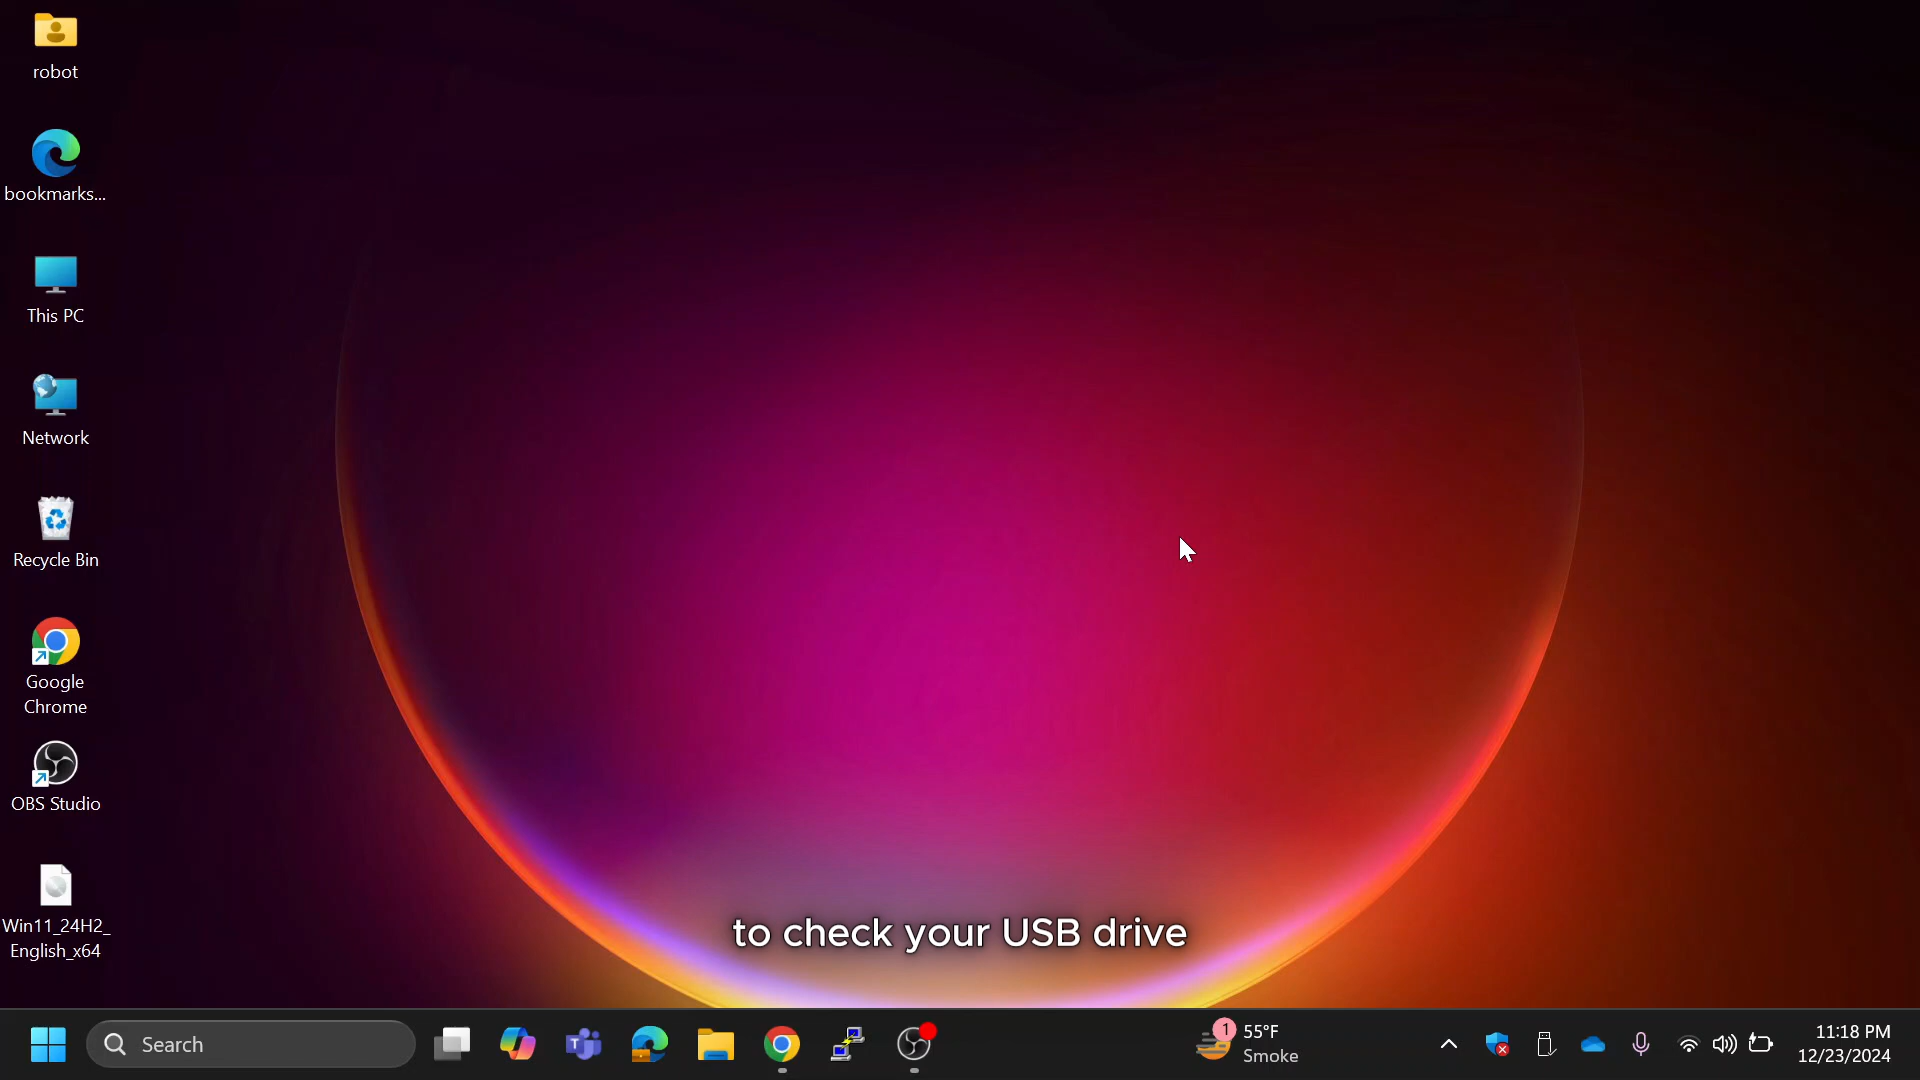 robot
bookmarks...
This PC
Network
Recycle Bin
Google
Chrome
OBS Studio
Win11_24H2_
English_x64
to check your USB drive
Search
1
55°F
Smoke
11:18 PM
12/23/2024